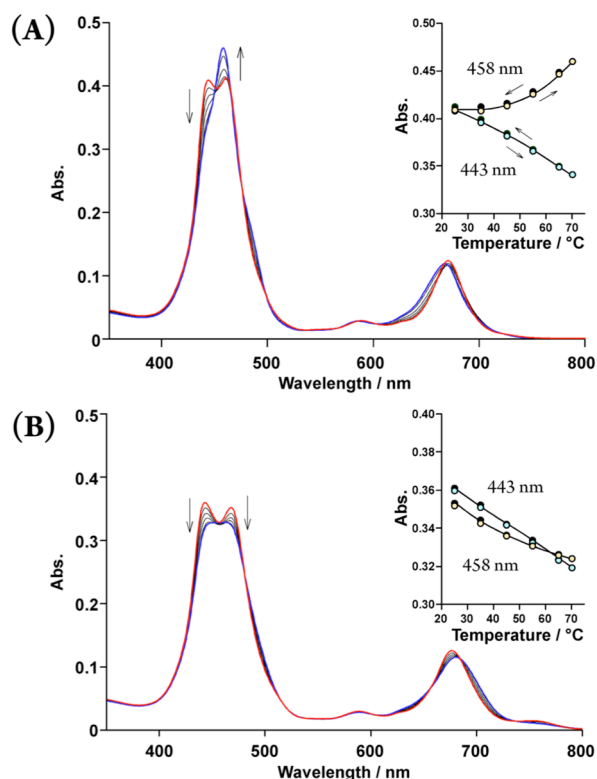 (A)
0.5
0.4
0.3
0.2
0.1
0
Abs.
400 500 600 700 800
Wavelength / nm
0.50
0.45
0.40
0.35
0.30
Abs.
458 nm
443 nm
20 30 40 50 60 70
Temperature / °C
(B)
0.5
0.4
0.3
0.2
0.1
0
Abs.
400 500 600 700 800
Wavelength / nm
0.40
0.38
0.36
0.34
0.32
0.30
Abs.
443 nm
458 nm
20 30 40 50 60 70
Temperature / °C